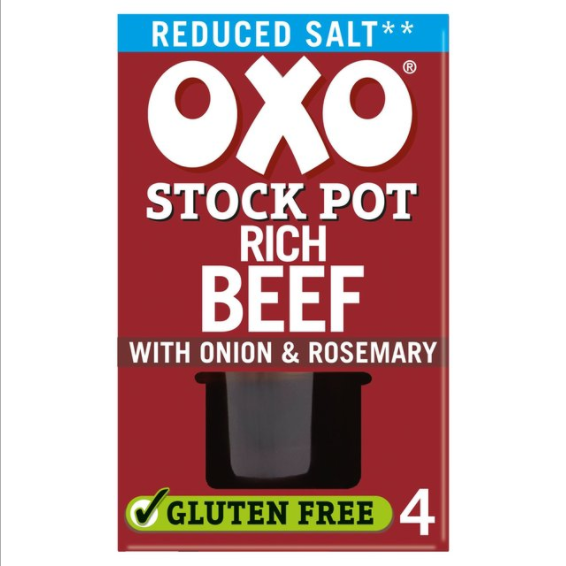 REDUCED SALT**
OXO®
STOCK POT
RICH
BEEF
WITH ONION & ROSEMARY
GLUTEN FREE 4